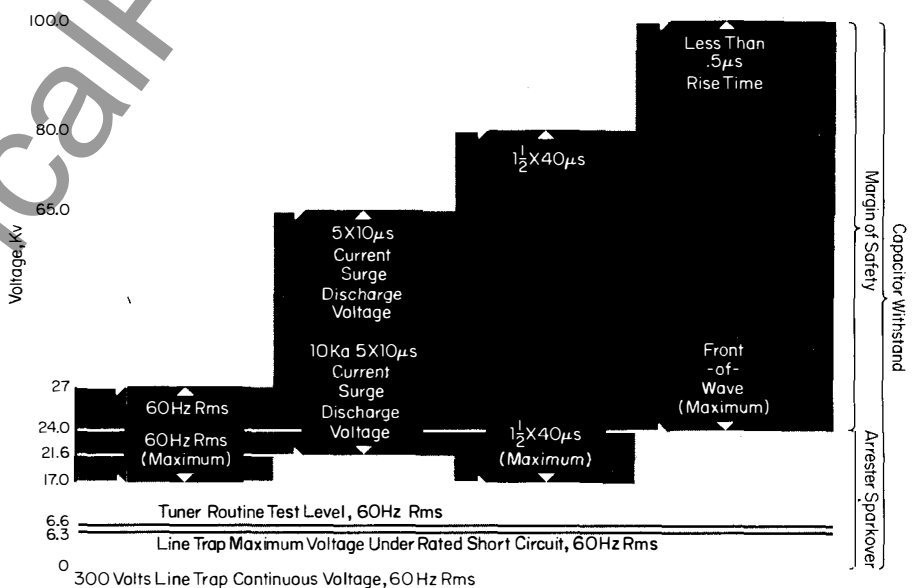 100.0
80.0
65.0
27
24.0
21.6
17.0
6.6
6.3
0
Voltage, Kv
60Hz Rms
60Hz Rms
(Maximum)
5X10μs
Current
Surge
Discharge
Voltage
10Ka 5X10μs
Current
Surge
Discharge
Voltage
1½X40μs
1½X40μs
(Maximum)
Less Than
.5μs
Rise Time
Front
-of-
Wave
(Maximum)
Margin of Safety
Capacitor Withstand
Arrester Sparkover
Tuner Routine Test Level, 60Hz Rms
Line Trap Maximum Voltage Under Rated Short Circuit, 60Hz Rms
300 Volts Line Trap Continuous Voltage, 60Hz Rms